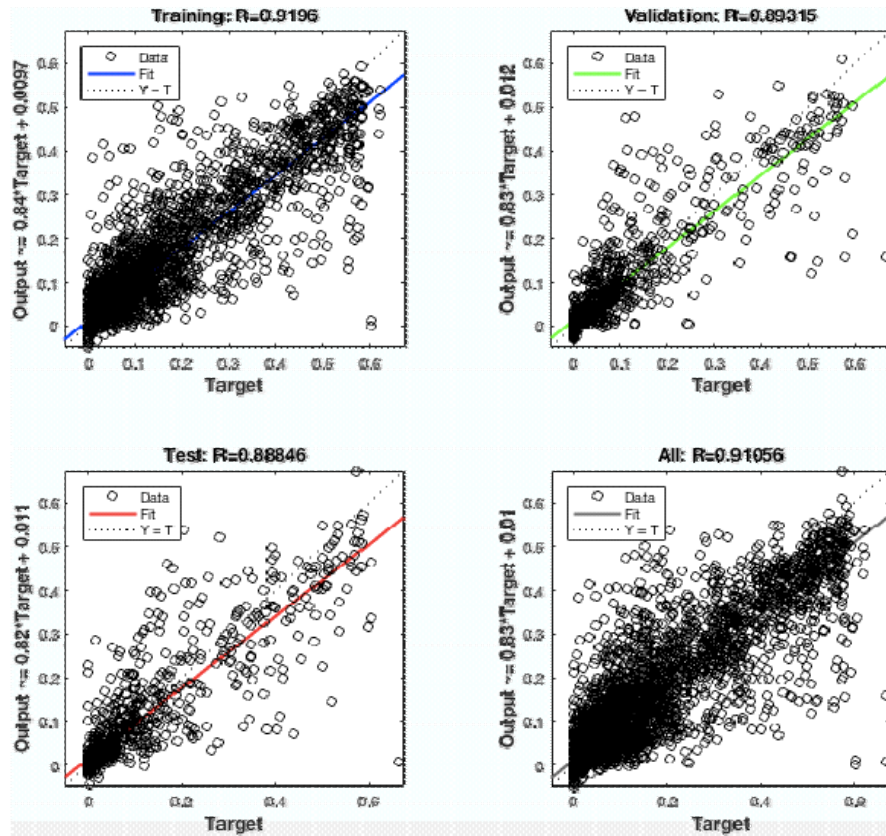 Training: R=0.9196
Output ~= 0.84*Target + 0.0097
Data
Fit
Y = T
0.6
0.5
0.4
0.3
0.2
0.1
0
0 0.1 0.2 0.3 0.4 0.5 0.6
Target
Validation: R=0.89315
Output ~= 0.83*Target + 0.012
Data
Fit
Y = T
0.6
0.5
0.4
0.3
0.2
0.1
0
0 0.1 0.2 0.3 0.4 0.5 0.6
Target
Test: R=0.88846
Output ~= 0.82*Target + 0.011
Data
Fit
Y = T
0.6
0.5
0.4
0.3
0.2
0.1
0
0 0.2 0.4 0.6
Target
All: R=0.91056
Output ~= 0.83*Target + 0.01
Data
Fit
Y = T
0.6
0.5
0.4
0.3
0.2
0.1
0
0 0.2 0.4 0.6
Target